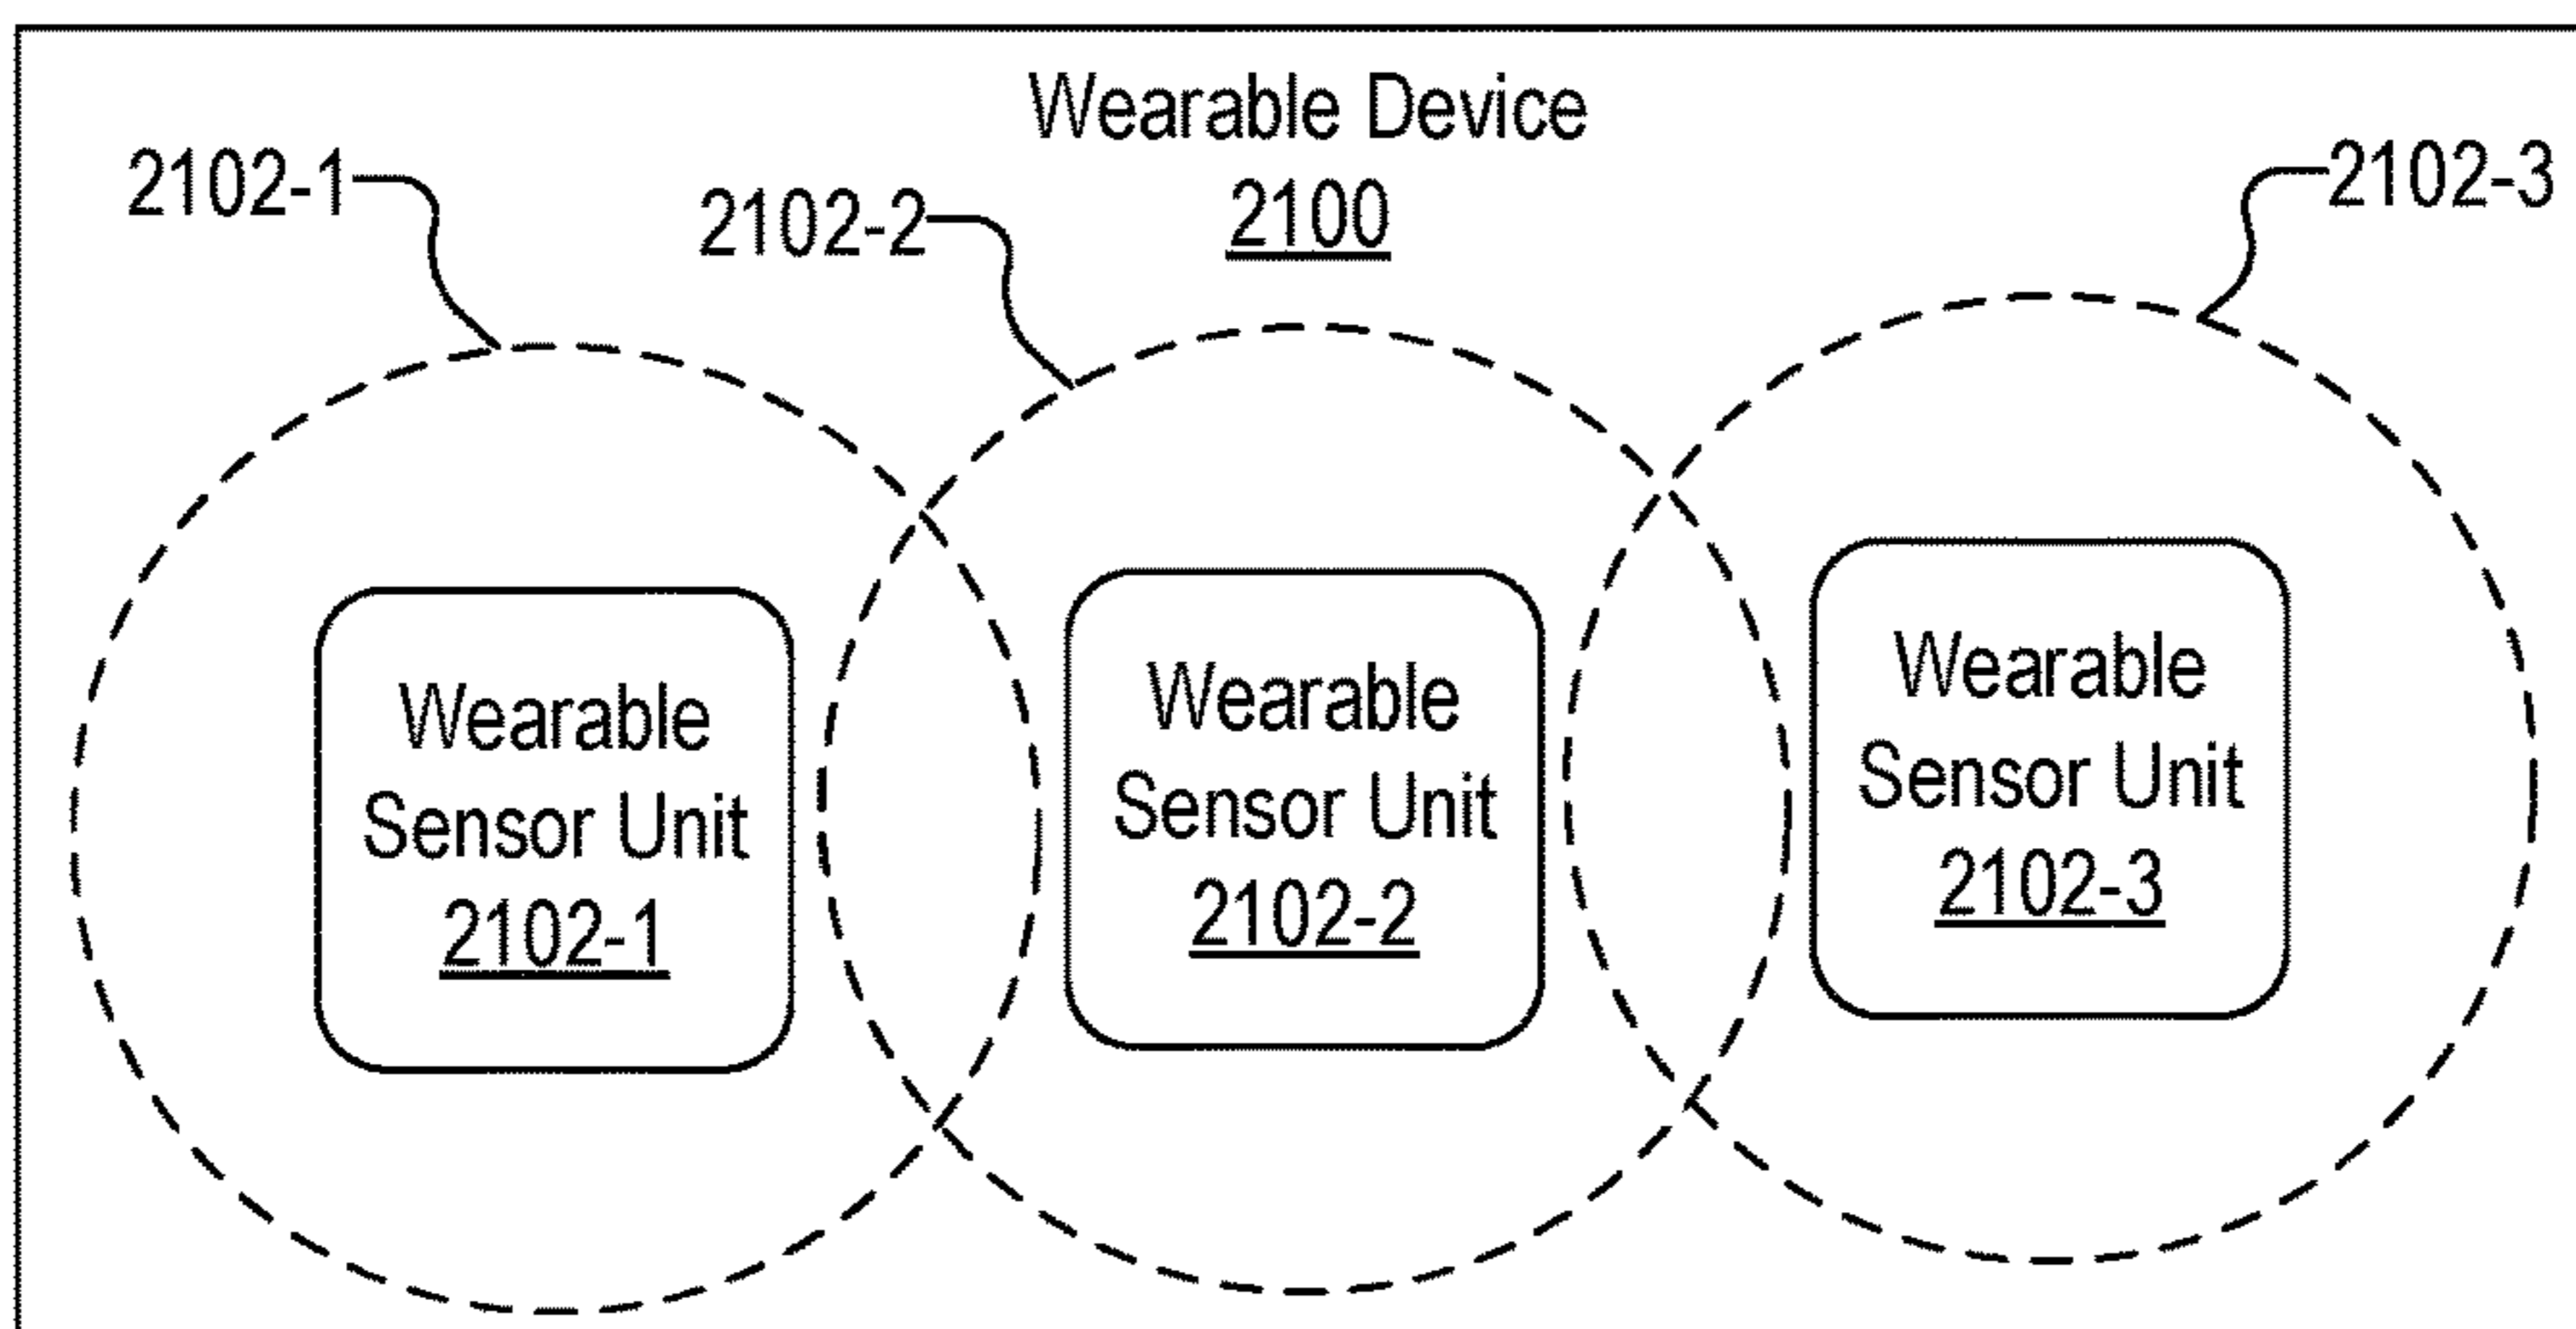 Wearable Device
2100
2102-1
2102-2
2102-3
Wearable
Sensor Unit
2102-1
Wearable
Sensor Unit
2102-2
Wearable
Sensor Unit
2102-3